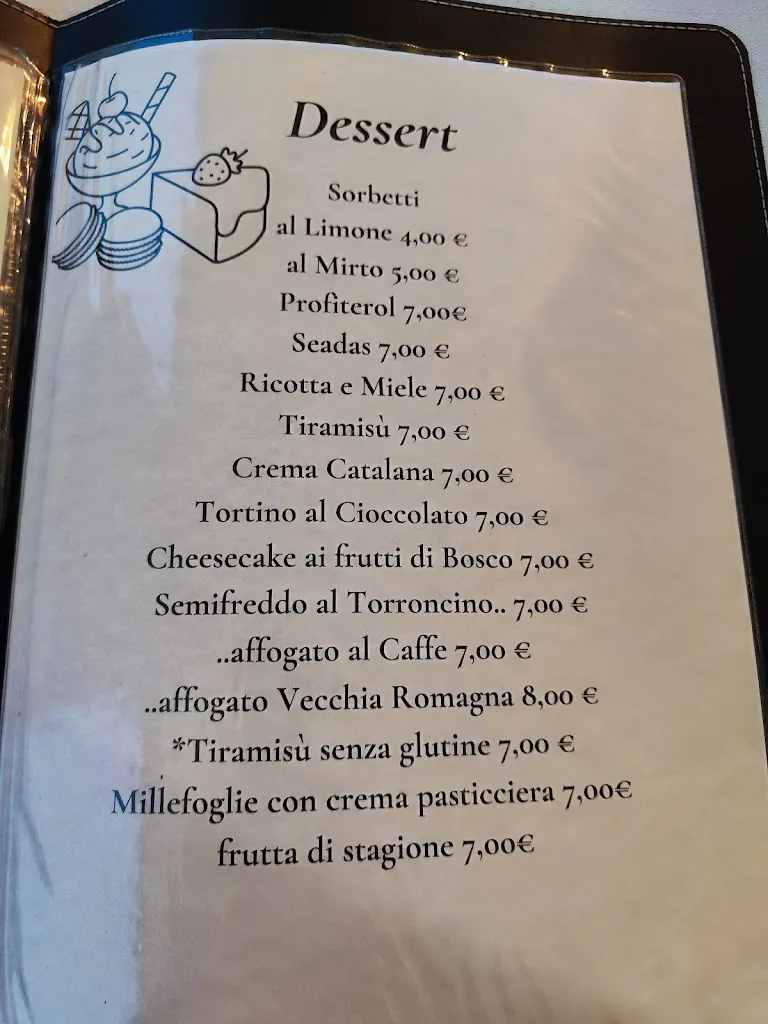 Dessert
Sorbetti
al Limone 4,00 €
al Mirto 5,00 €
Profiterol 7,00€
Seadas 7,00 €
Ricotta e Miele 7,00 €
Tiramisù 7,00 €
Crema Catalana 7,00 €
Tortino al Cioccolato 7,00 €
Cheesecake ai frutti di Bosco 7,00 €
Semifreddo al Torroncino.. 7,00 €
..affogato al Caffe 7,00 €
..affogato Vecchia Romagna 8,00 €
*Tiramisù senza glutine 7,00 €
Millefoglie con crema pasticciera 7,00€
frutta di stagione 7,00€